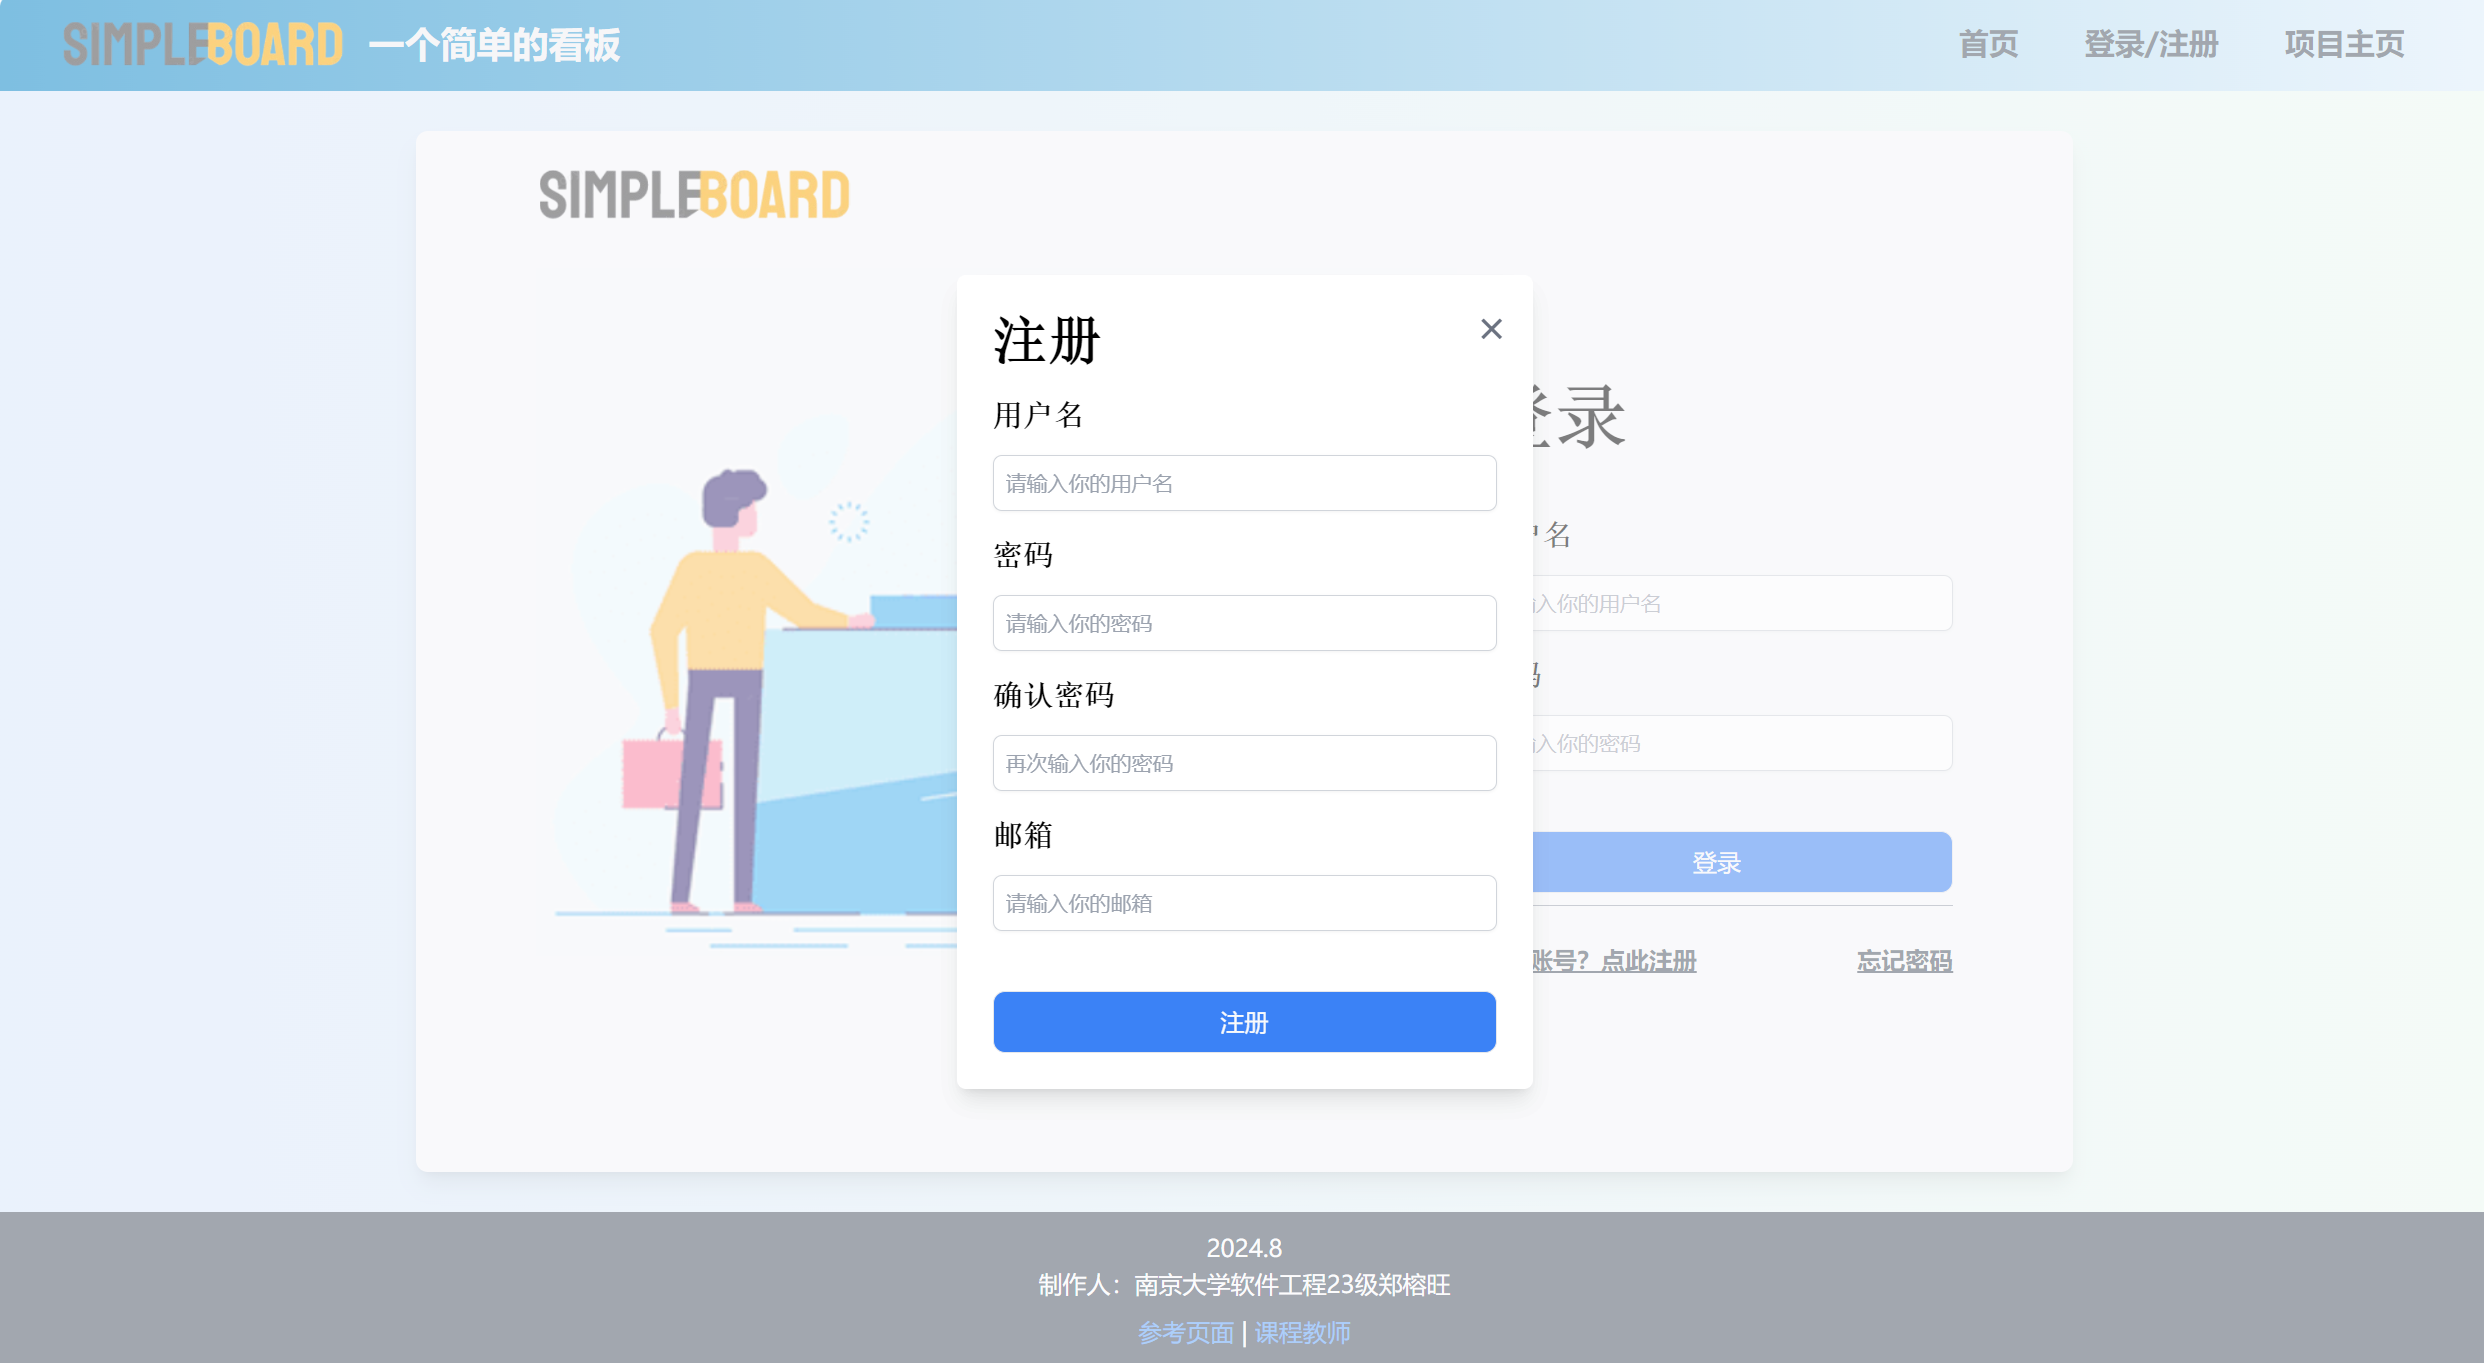 SIMPLEBOARD 一个简单的看板 首页 登录/注册 项目主页
SIMPLEBOARD
注册
用户名
请输入你的用户名
密码
请输入你的密码
确认密码
再次输入你的密码
邮箱
请输入你的邮箱
注册
登录
户名
入你的用户名
码
入你的密码
登录
账号？点此注册 忘记密码
2024.8
制作人：南京大学软件工程23级郑榕旺
参考页面 | 课程教师